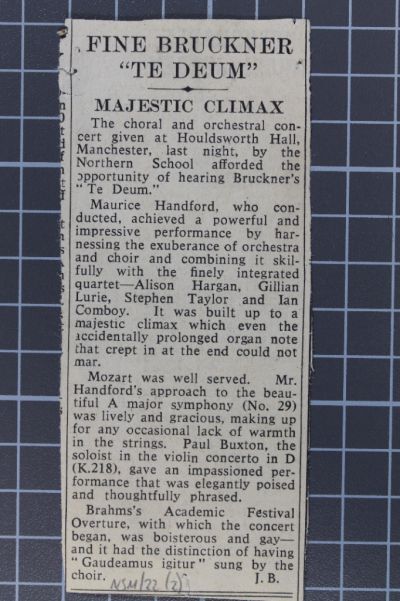 FINE BRUCKNER
“TE DEUM”
MAJESTIC CLIMAX
The choral and orchestral con-
cert given at Houldsworth Hall,
Manchester, last night, by the
Northern School afforded the
opportunity of hearing Bruckner's
“Te Deum.”
Maurice Handford, who con-
ducted, achieved a powerful and
impressive performance by har-
nessing the exuberance of orchestra
and choir and combining it skil-
fully with the finely integrated
quartet—Alison Hargan, Gillian
Lurie, Stephen Taylor and Ian
Comboy. It was built up to a
majestic climax which even the
accidentally prolonged organ note
that crept in at the end could not
mar.
Mozart was well served. Mr.
Handford's approach to the beau-
tiful A major symphony (No. 29)
was lively and gracious, making up
for any occasional lack of warmth
in the strings. Paul Buxton, the
soloist in the violin concerto in D
(K.218), gave an impassioned per-
formance that was elegantly poised
and thoughtfully phrased.
Brahms's Academic Festival
Overture, with which the concert
began, was boisterous and gay—
and it had the distinction of having
“Gaudeamus igitur” sung by the
choir. J. B.
NSM/22 (2)